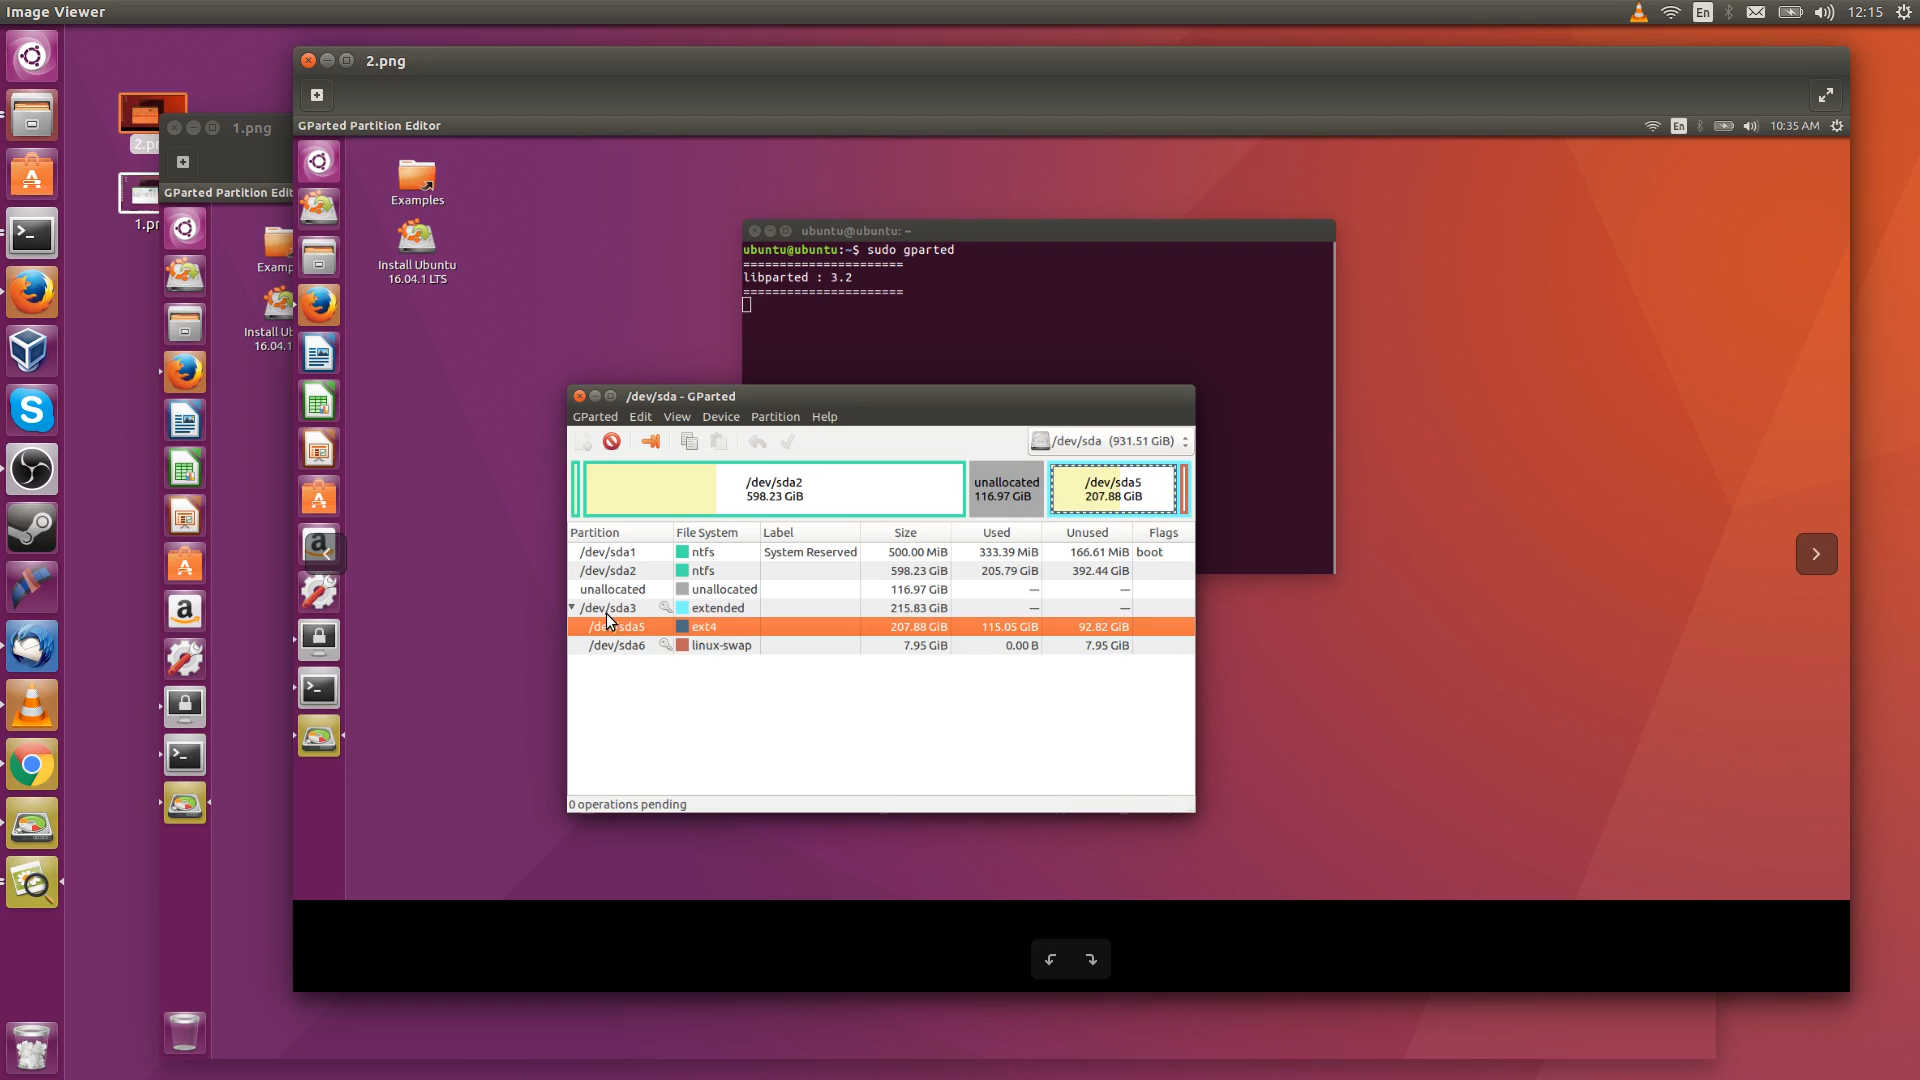 Image Viewer
En
12:15
2.png
1.png
GParted Partition Edit
Examp
Install Ub
16.04.1
2.pn
1.pn
GParted Partition Editor
En
10:35 AM
Examples
Install Ubuntu
16.04.1 LTS
ubuntu@ubuntu: ~
ubuntu@ubuntu:~$ sudo gparted
======================
libparted : 3.2
======================
/dev/sda - GParted
GParted Edit View Device Partition Help
/dev/sda (931.51 GiB)
/dev/sda2
598.23 GiB
unallocated
116.97 GiB
/dev/sda5
207.88 GiB
Partition File System Label Size Used Unused Flags
/dev/sda1 ntfs System Reserved 500.00 MiB 333.39 MiB 166.61 MiB boot
/dev/sda2 ntfs 598.23 GiB 205.79 GiB 392.44 GiB
unallocated unallocated 116.97 GiB — —
/dev/sda3 extended 215.83 GiB — —
/dev/sda5 ext4 207.88 GiB 115.05 GiB 92.82 GiB
/dev/sda6 linux-swap 7.95 GiB 0.00 B 7.95 GiB
0 operations pending